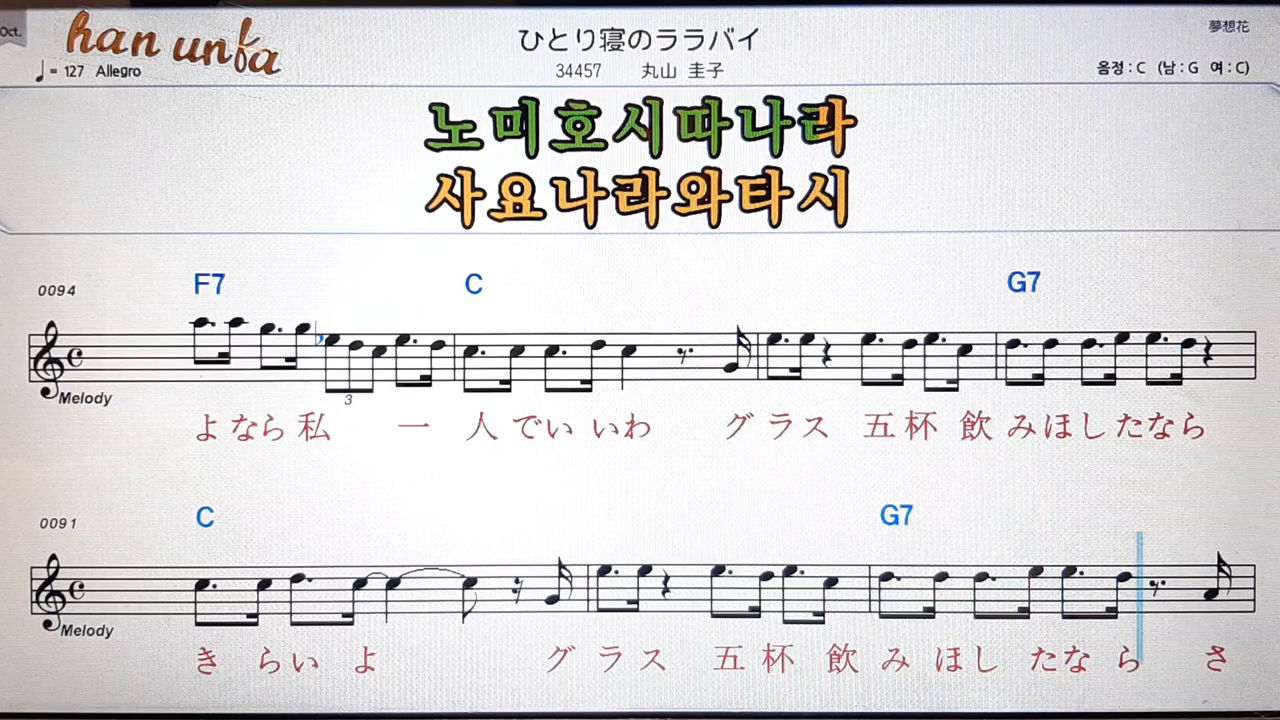 Oct.
han unfa
ひとり寝のララバイ
夢想花
♩= 127 Allegro
34457 丸山 圭子
음정 : C (남 : G 여 : C)
노미호시따나라
사요나라와타시
0094
F7 C G7
3
Melody
よなら私 一人でいいわ グラス 五杯 飲みほしたなら
0091
C G7
Melody
きらいよ グラス 五杯 飲みほしたなら さ